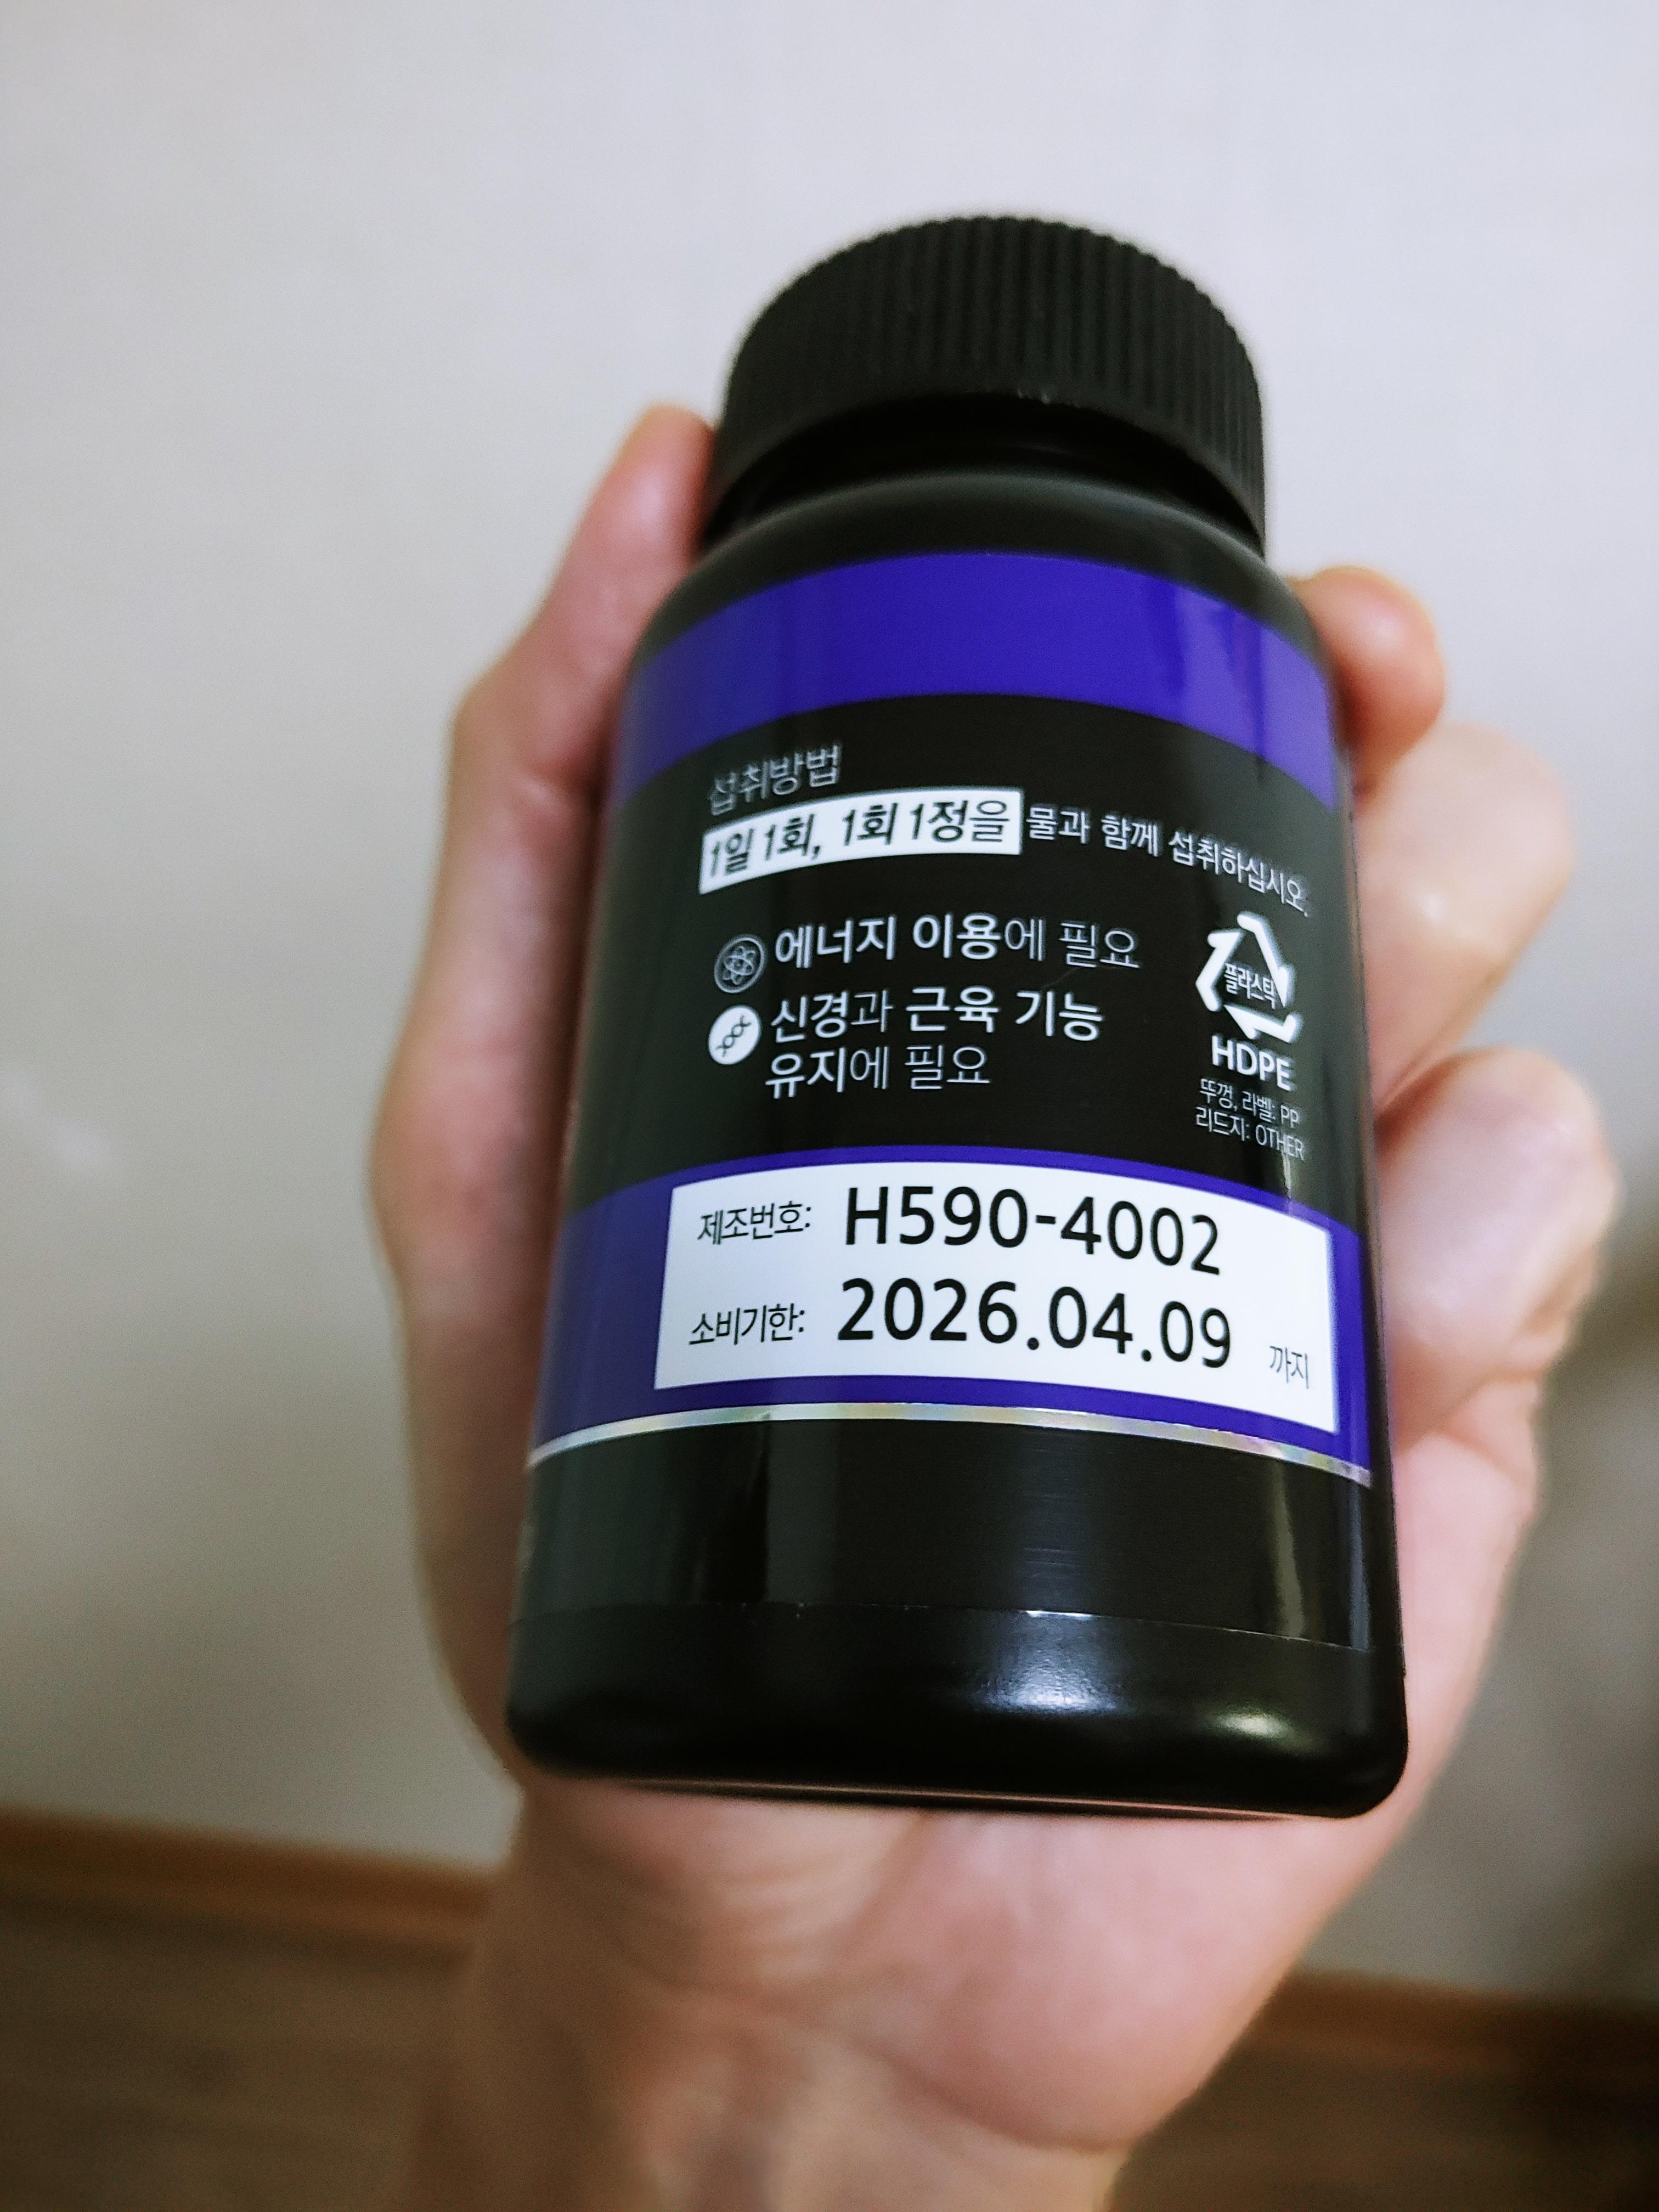 섭취방법
1일 1회, 1회 1정을 물과 함께 섭취하십시오.
에너지 이용에 필요
신경과 근육 기능
유지에 필요
플라스틱
HDPE
뚜껑, 라벨: PP
리드지: OTHER
제조번호: H590-4002
소비기한: 2026.04.09 까지